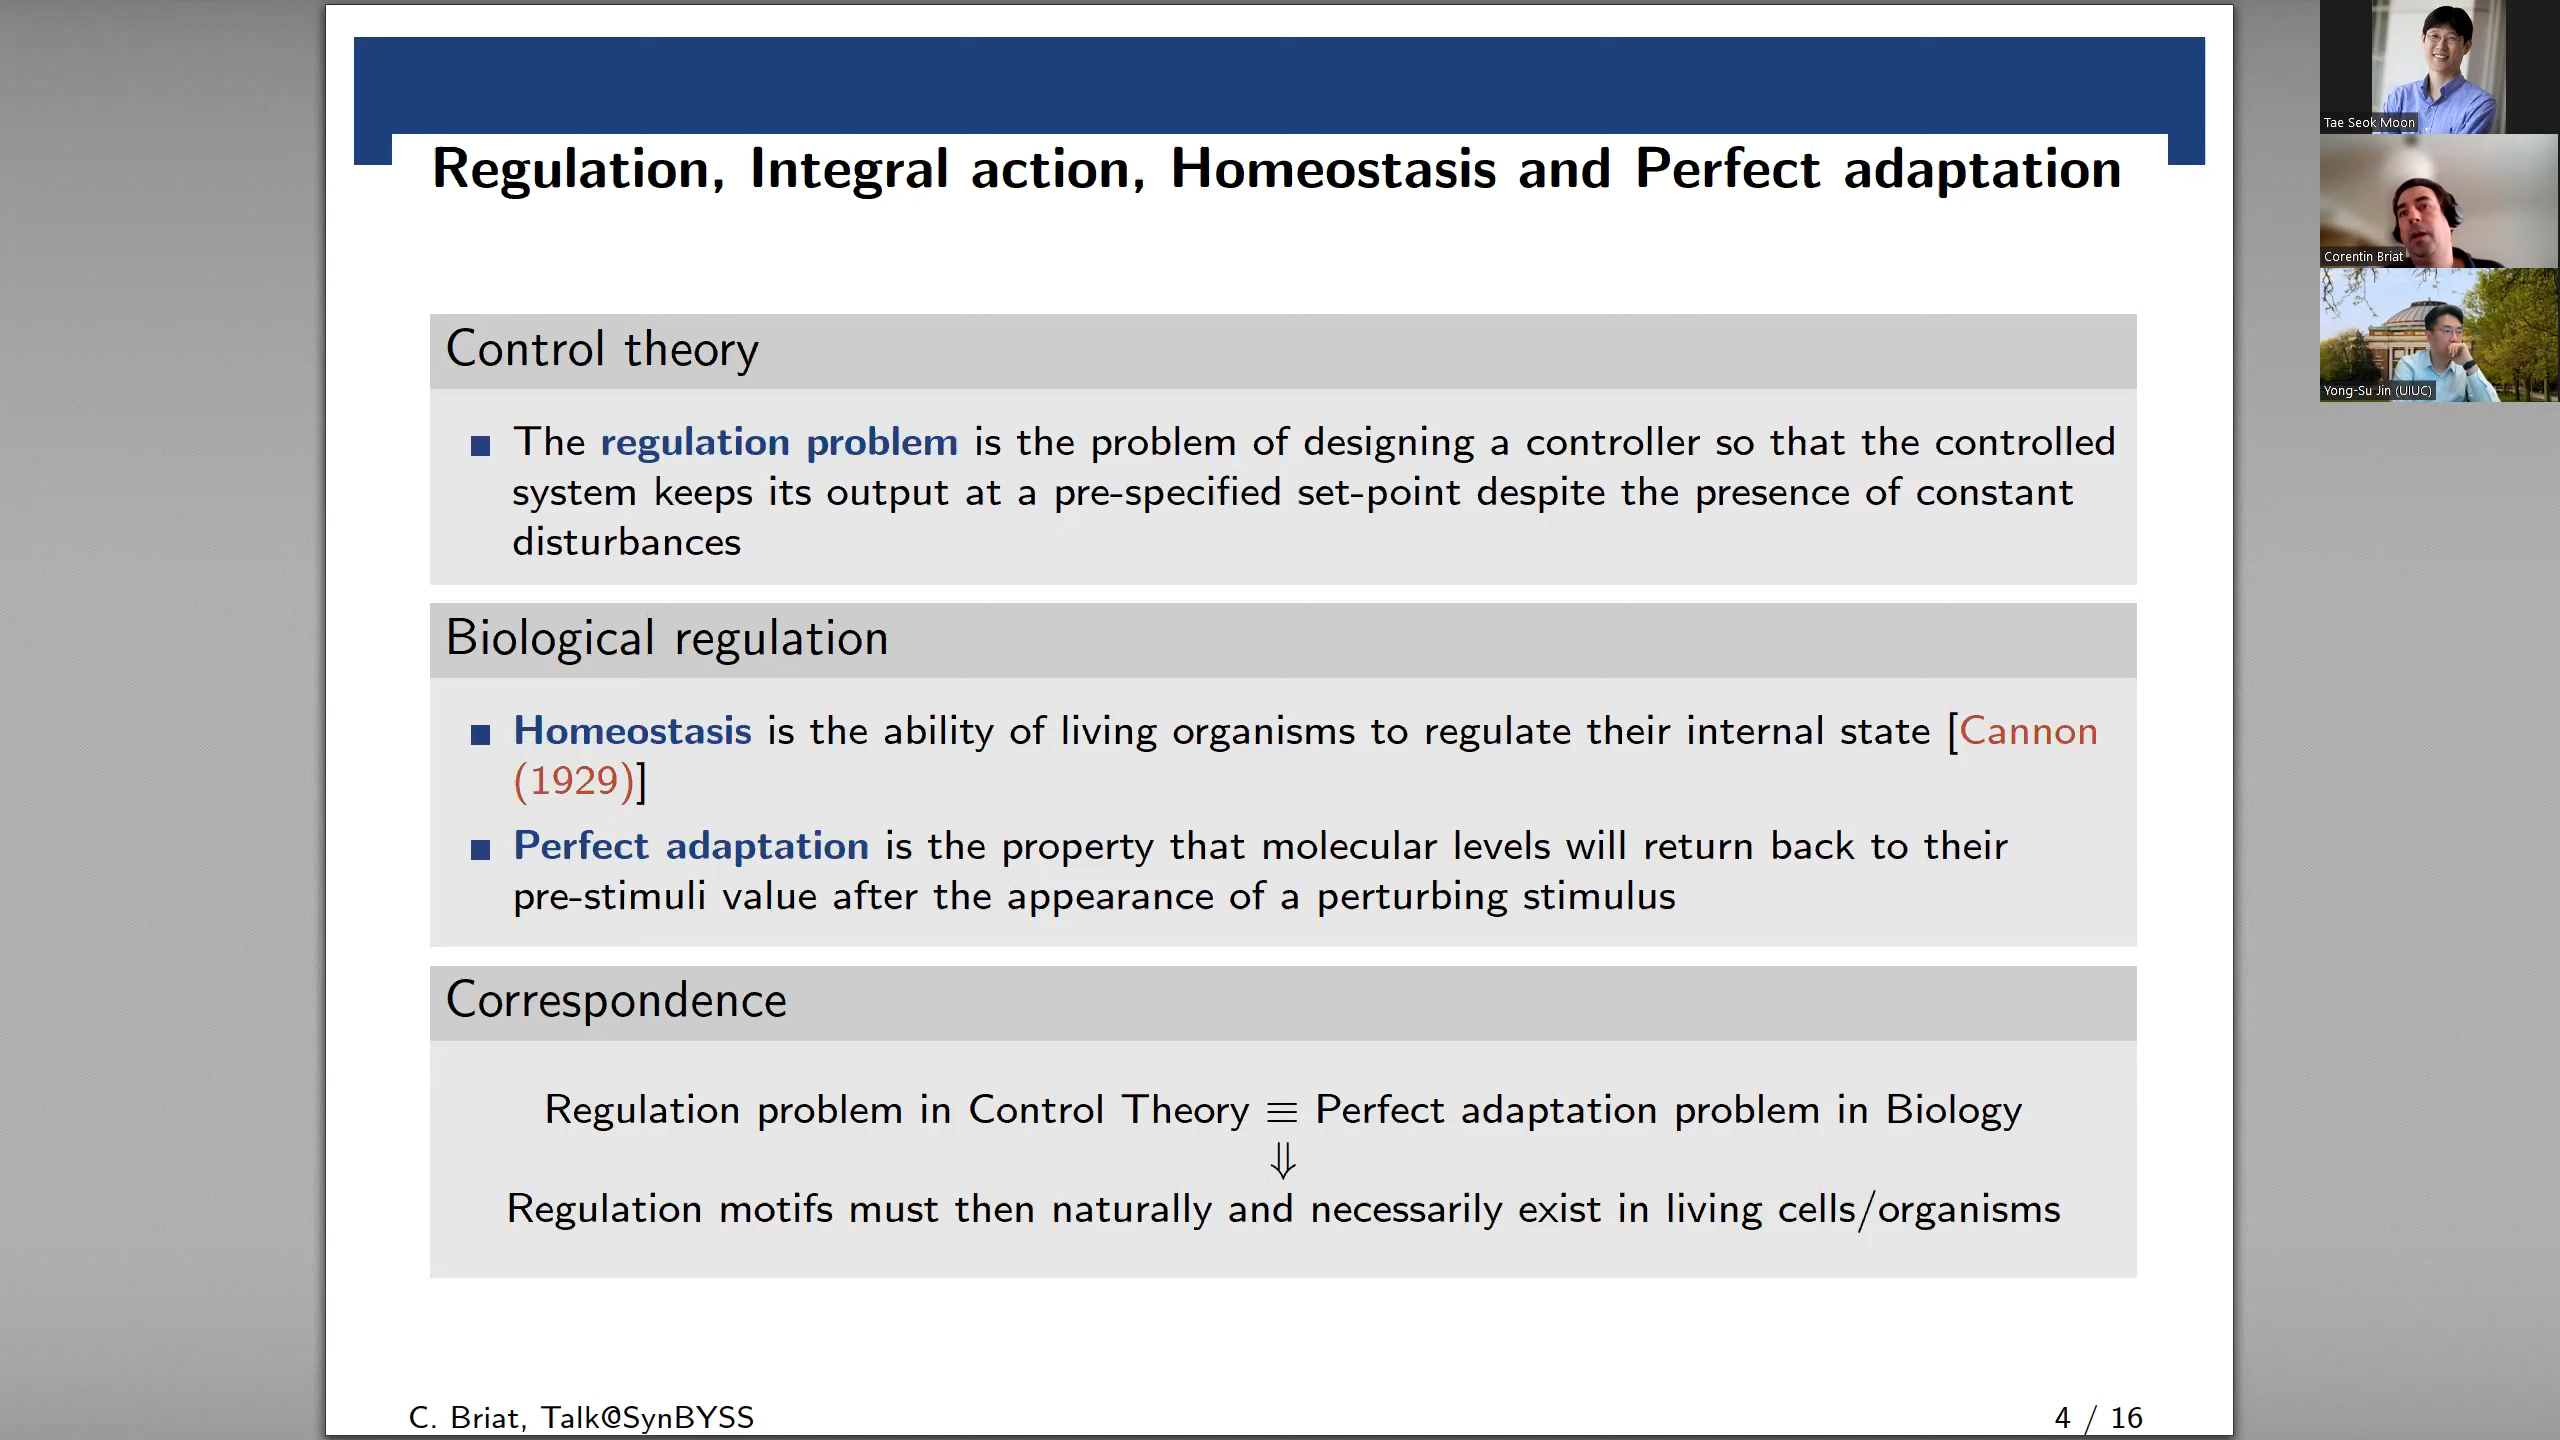 Regulation, Integral action, Homeostasis and Perfect adaptation
Control theory
The regulation problem is the problem of designing a controller so that the controlled
system keeps its output at a pre-specified set-point despite the presence of constant
disturbances
Biological regulation
Homeostasis is the ability of living organisms to regulate their internal state [Cannon
(1929)]
Perfect adaptation is the property that molecular levels will return back to their
pre-stimuli value after the appearance of a perturbing stimulus
Correspondence
Regulation problem in Control Theory ≡ Perfect adaptation problem in Biology
⇓
Regulation motifs must then naturally and necessarily exist in living cells/organisms
C. Briat, Talk@SynBYSS
4 / 16
Tae Seok Moon
Corentin Briat
Yong-Su Jin (UIUC)